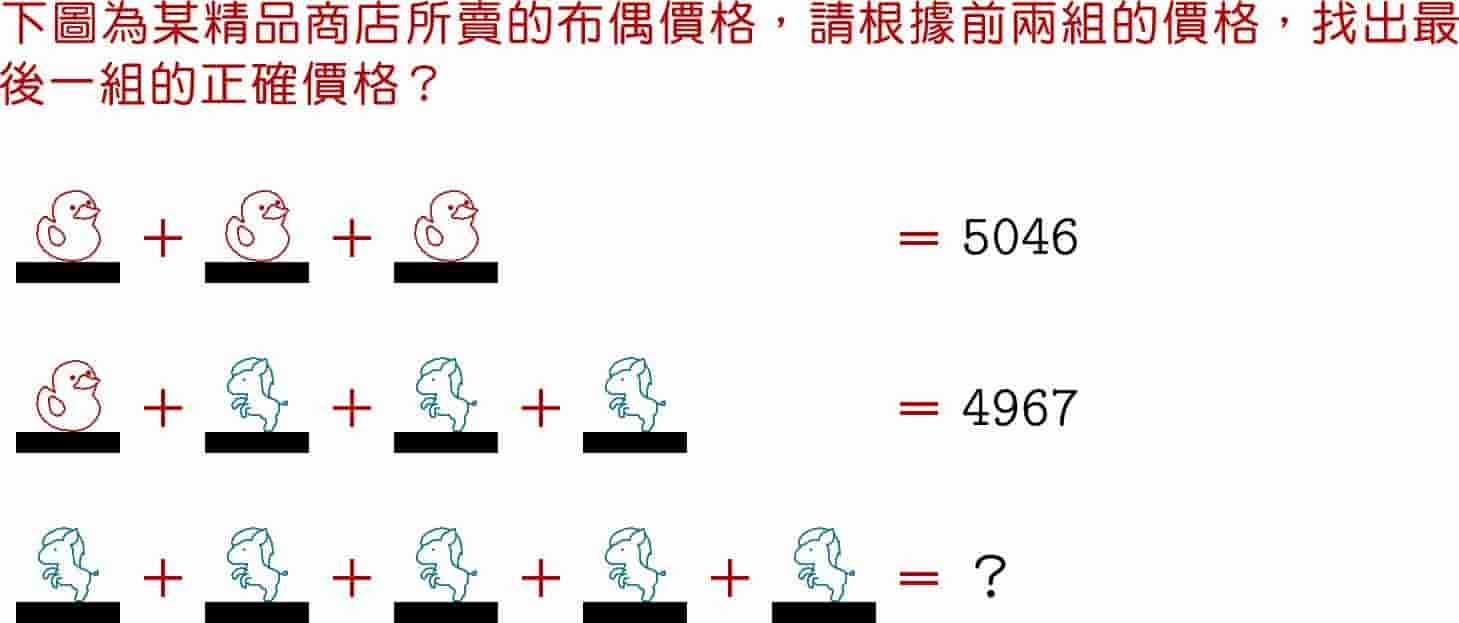 下圖為某精品商店所賣的布偶價格，請根據前兩組的價格，找出最
後一組的正確價格？
+ + = 5046
+ + + = 4967
+ + + + = ?